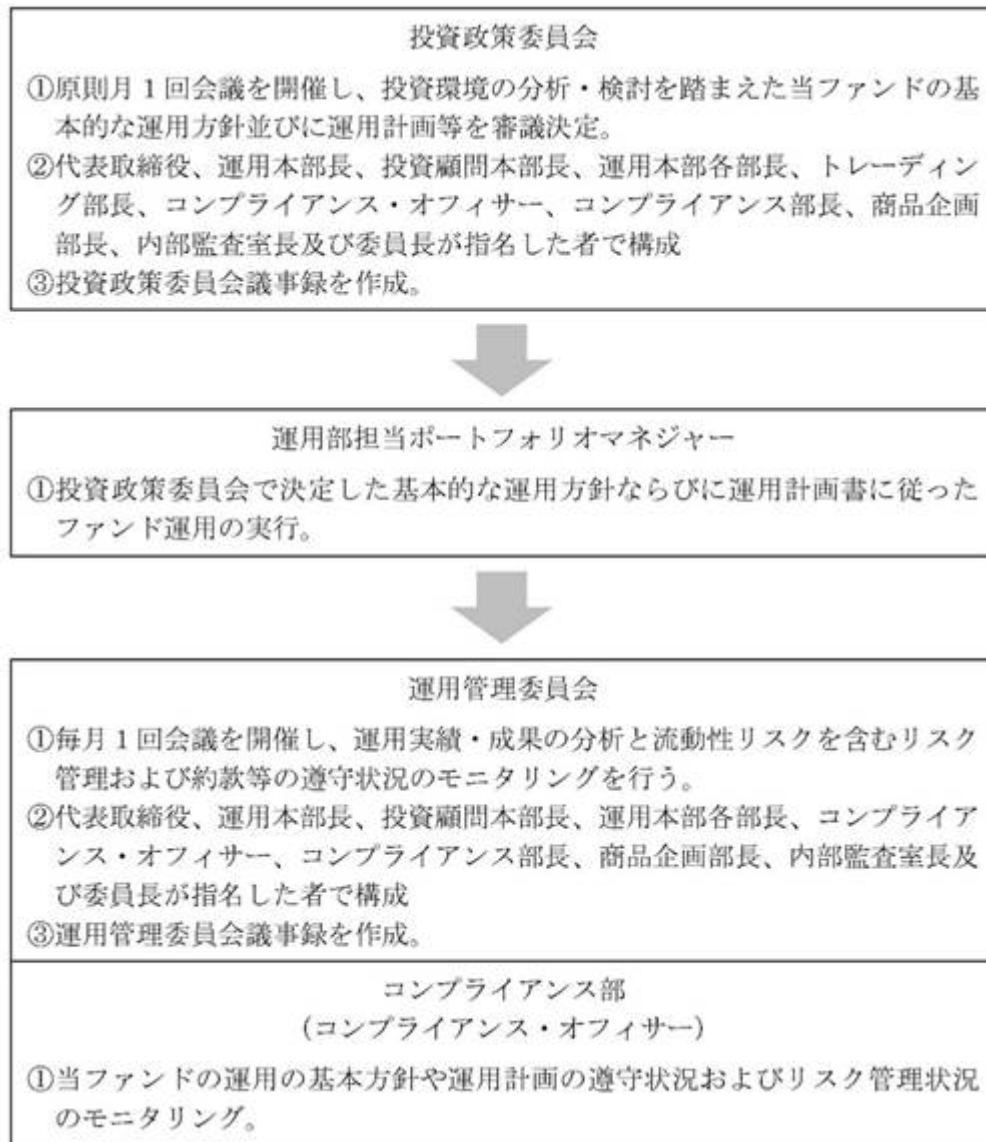 投資政策委員会
①原則月1回会議を開催し、投資環境の分析・検討を踏まえた当ファンドの基
本的な運用方針並びに運用計画等を審議決定。
②代表取締役、運用本部長、投資顧問本部長、運用本部各部長、トレーディン
グ部長、コンプライアンス・オフィサー、コンプライアンス部長、商品企画
部長、内部監査室長及び委員長が指名した者で構成
③投資政策委員会議事録を作成。
運用部担当ポートフォリオマネジャー
①投資政策委員会で決定した基本的な運用方針ならびに運用計画書に従った
ファンド運用の実行。
運用管理委員会
①毎月1回会議を開催し、運用実績・成果の分析と流動性リスクを含むリスク
管理および約款等の遵守状況のモニタリングを行う。
②代表取締役、運用本部長、投資顧問本部長、運用本部各部長、コンプライア
ンス・オフィサー、コンプライアンス部長、商品企画部長、内部監査室長及
び委員長が指名した者で構成
③運用管理委員会議事録を作成。
コンプライアンス部
(コンプライアンス・オフィサー)
①当ファンドの運用の基本方針や運用計画の遵守状況およびリスク管理状況
のモニタリング。